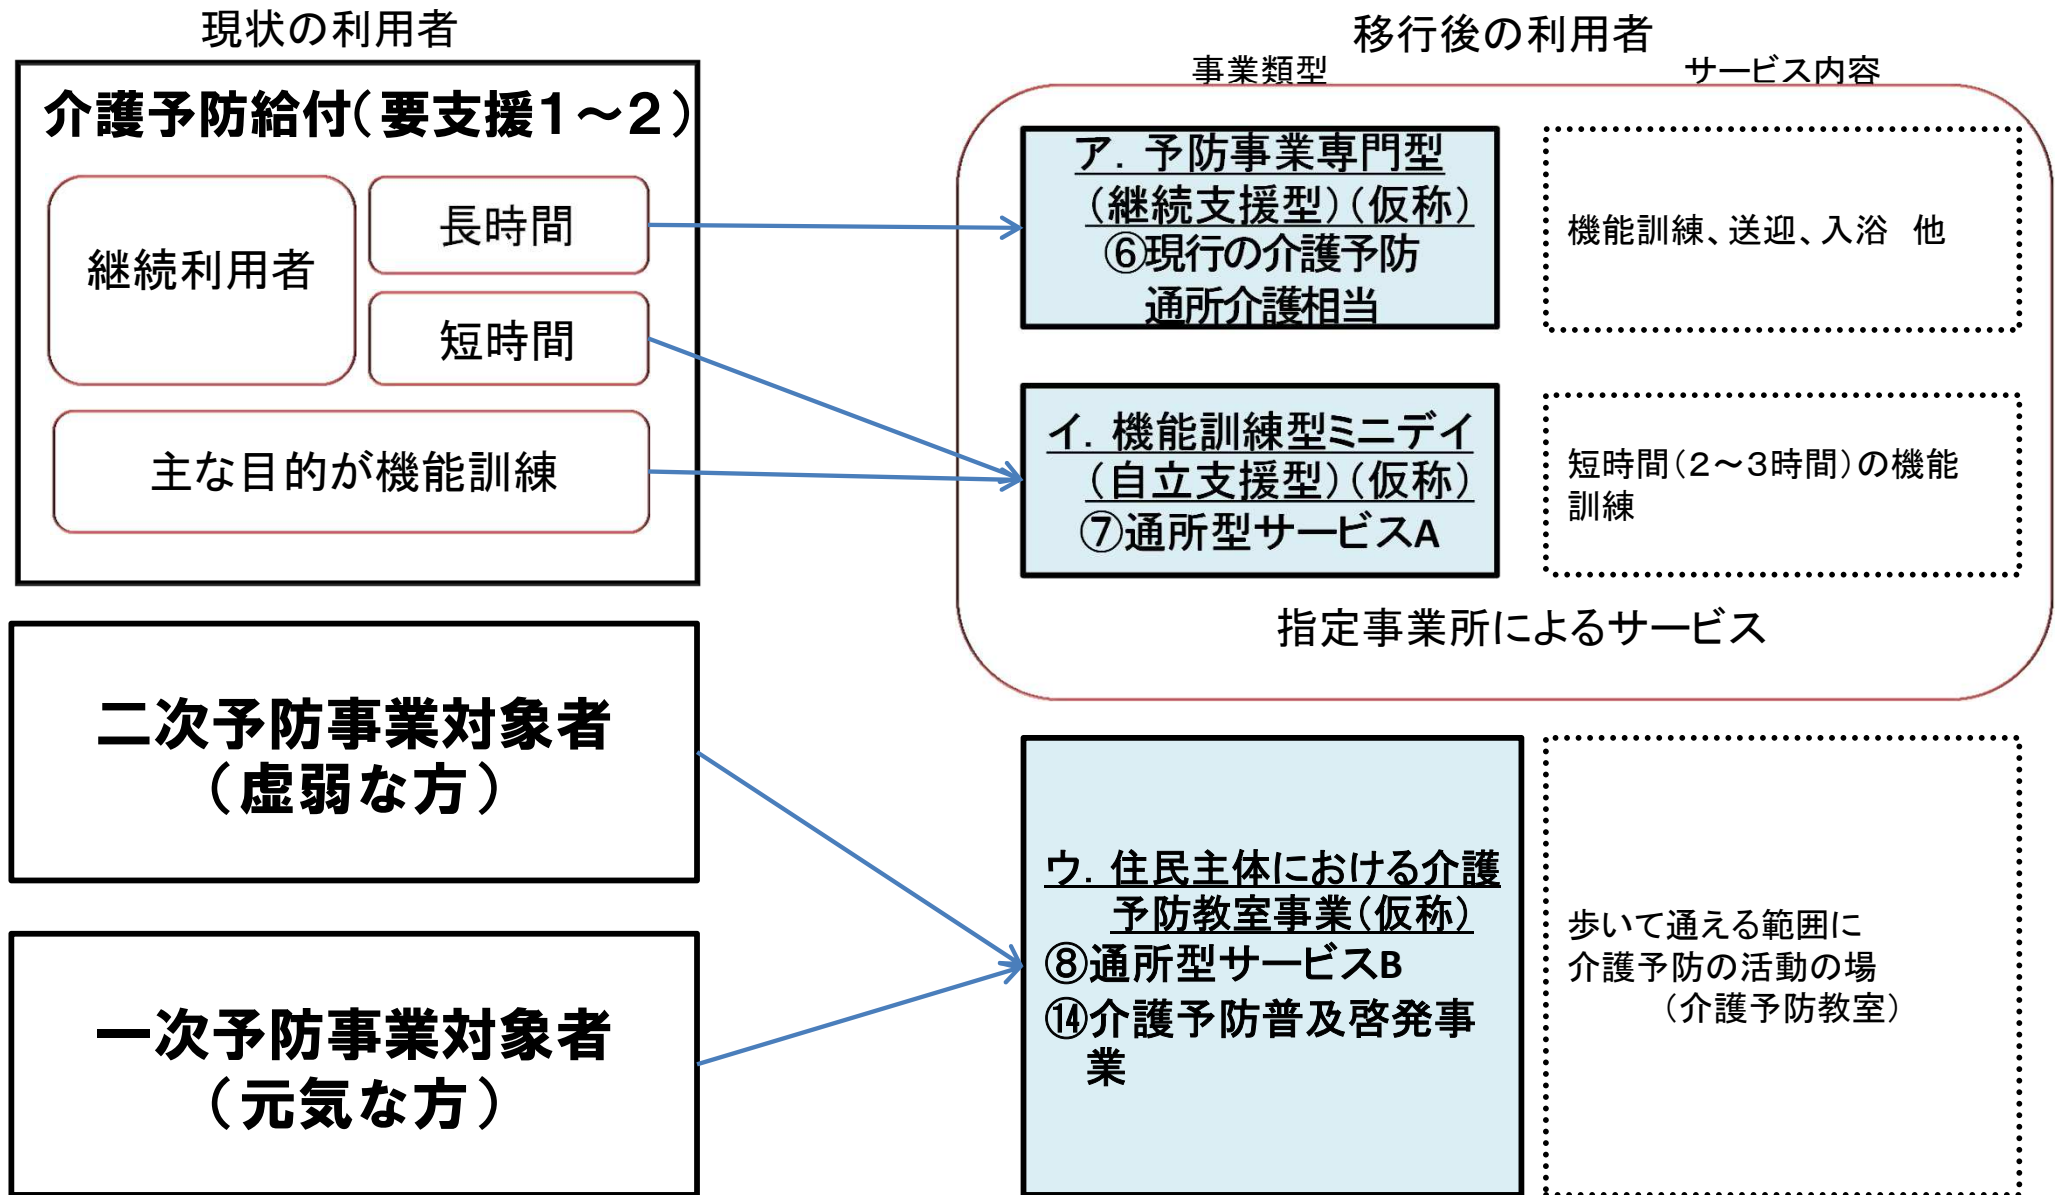 現状の利用者
介護予防給付(要支援1～2)
継続利用者
長時間
短時間
主な目的が機能訓練
二次予防事業対象者
(虚弱な方)
一次予防事業対象者
(元気な方)
移行後の利用者
事業類型
サービス内容
ア. 予防事業専門型
(継続支援型)(仮称)
⑥現行の介護予防
通所介護相当
機能訓練、送迎、入浴 他
イ. 機能訓練型ミニデイ
(自立支援型)(仮称)
⑦通所型サービスA
短時間(2～3時間)の機能
訓練
指定事業所によるサービス
ウ. 住民主体における介護
予防教室事業(仮称)
⑧通所型サービスB
⑭介護予防普及啓発事
業
歩いて通える範囲に
介護予防の活動の場
(介護予防教室)